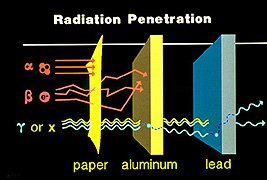 Radiation Penetration
α
β e-
γ or x
paper aluminum lead